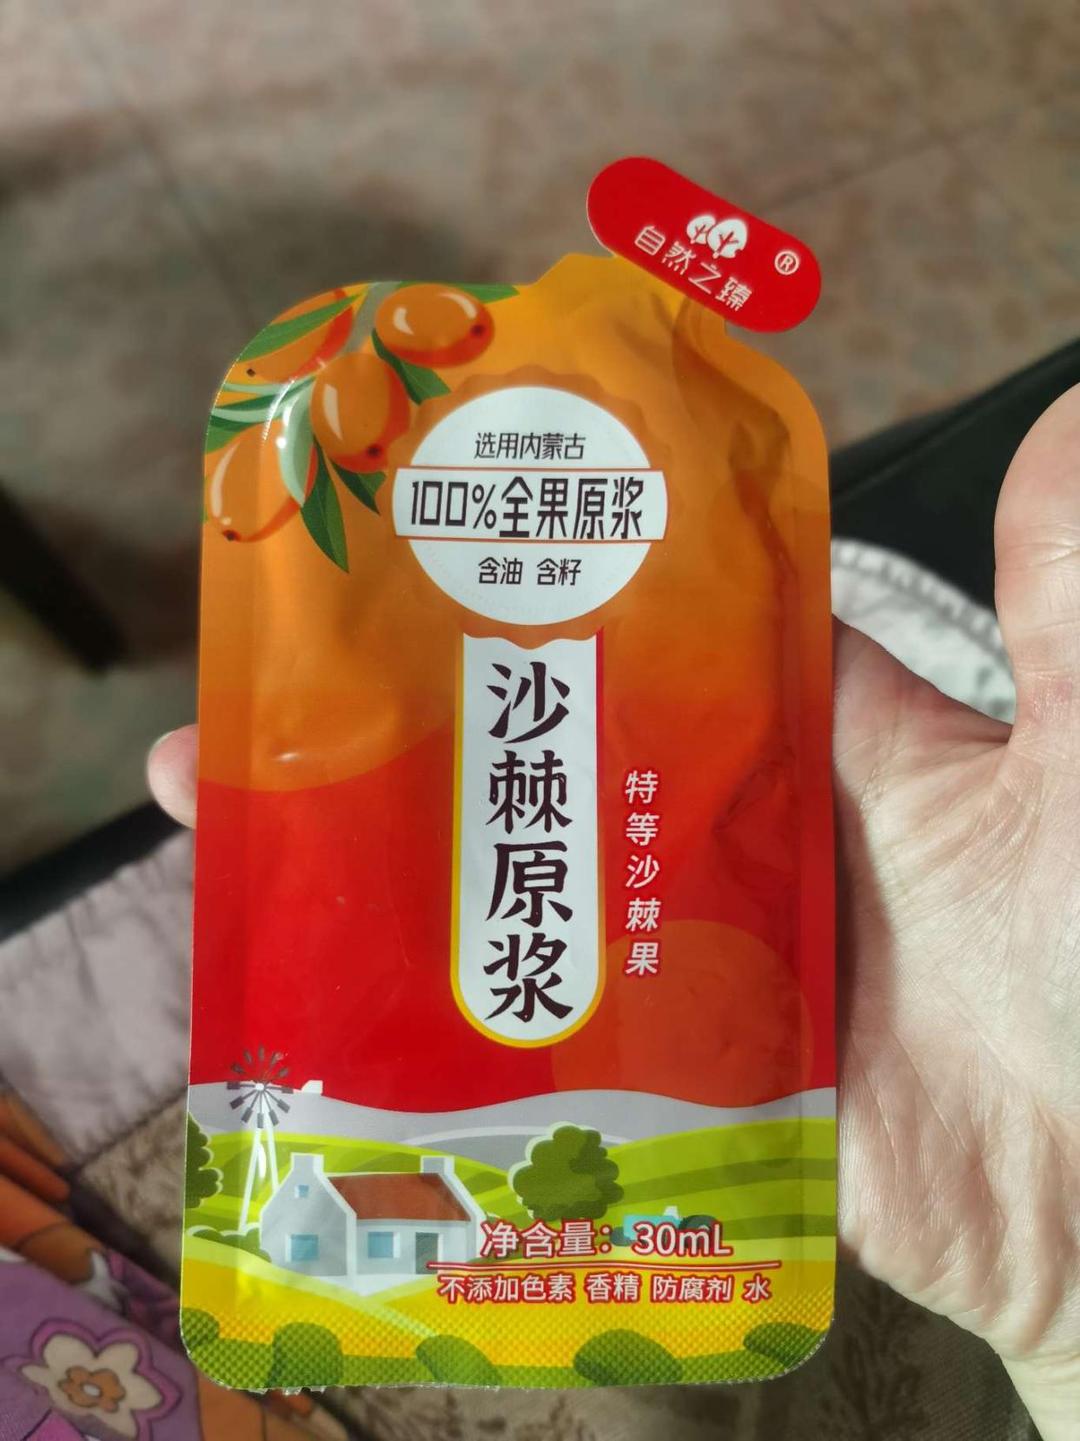 自然之臻®
选用内蒙古
100%全果原浆
含油 含籽
沙棘原浆
特等沙棘果
净含量：30mL
不添加色素 香精 防腐剂 水